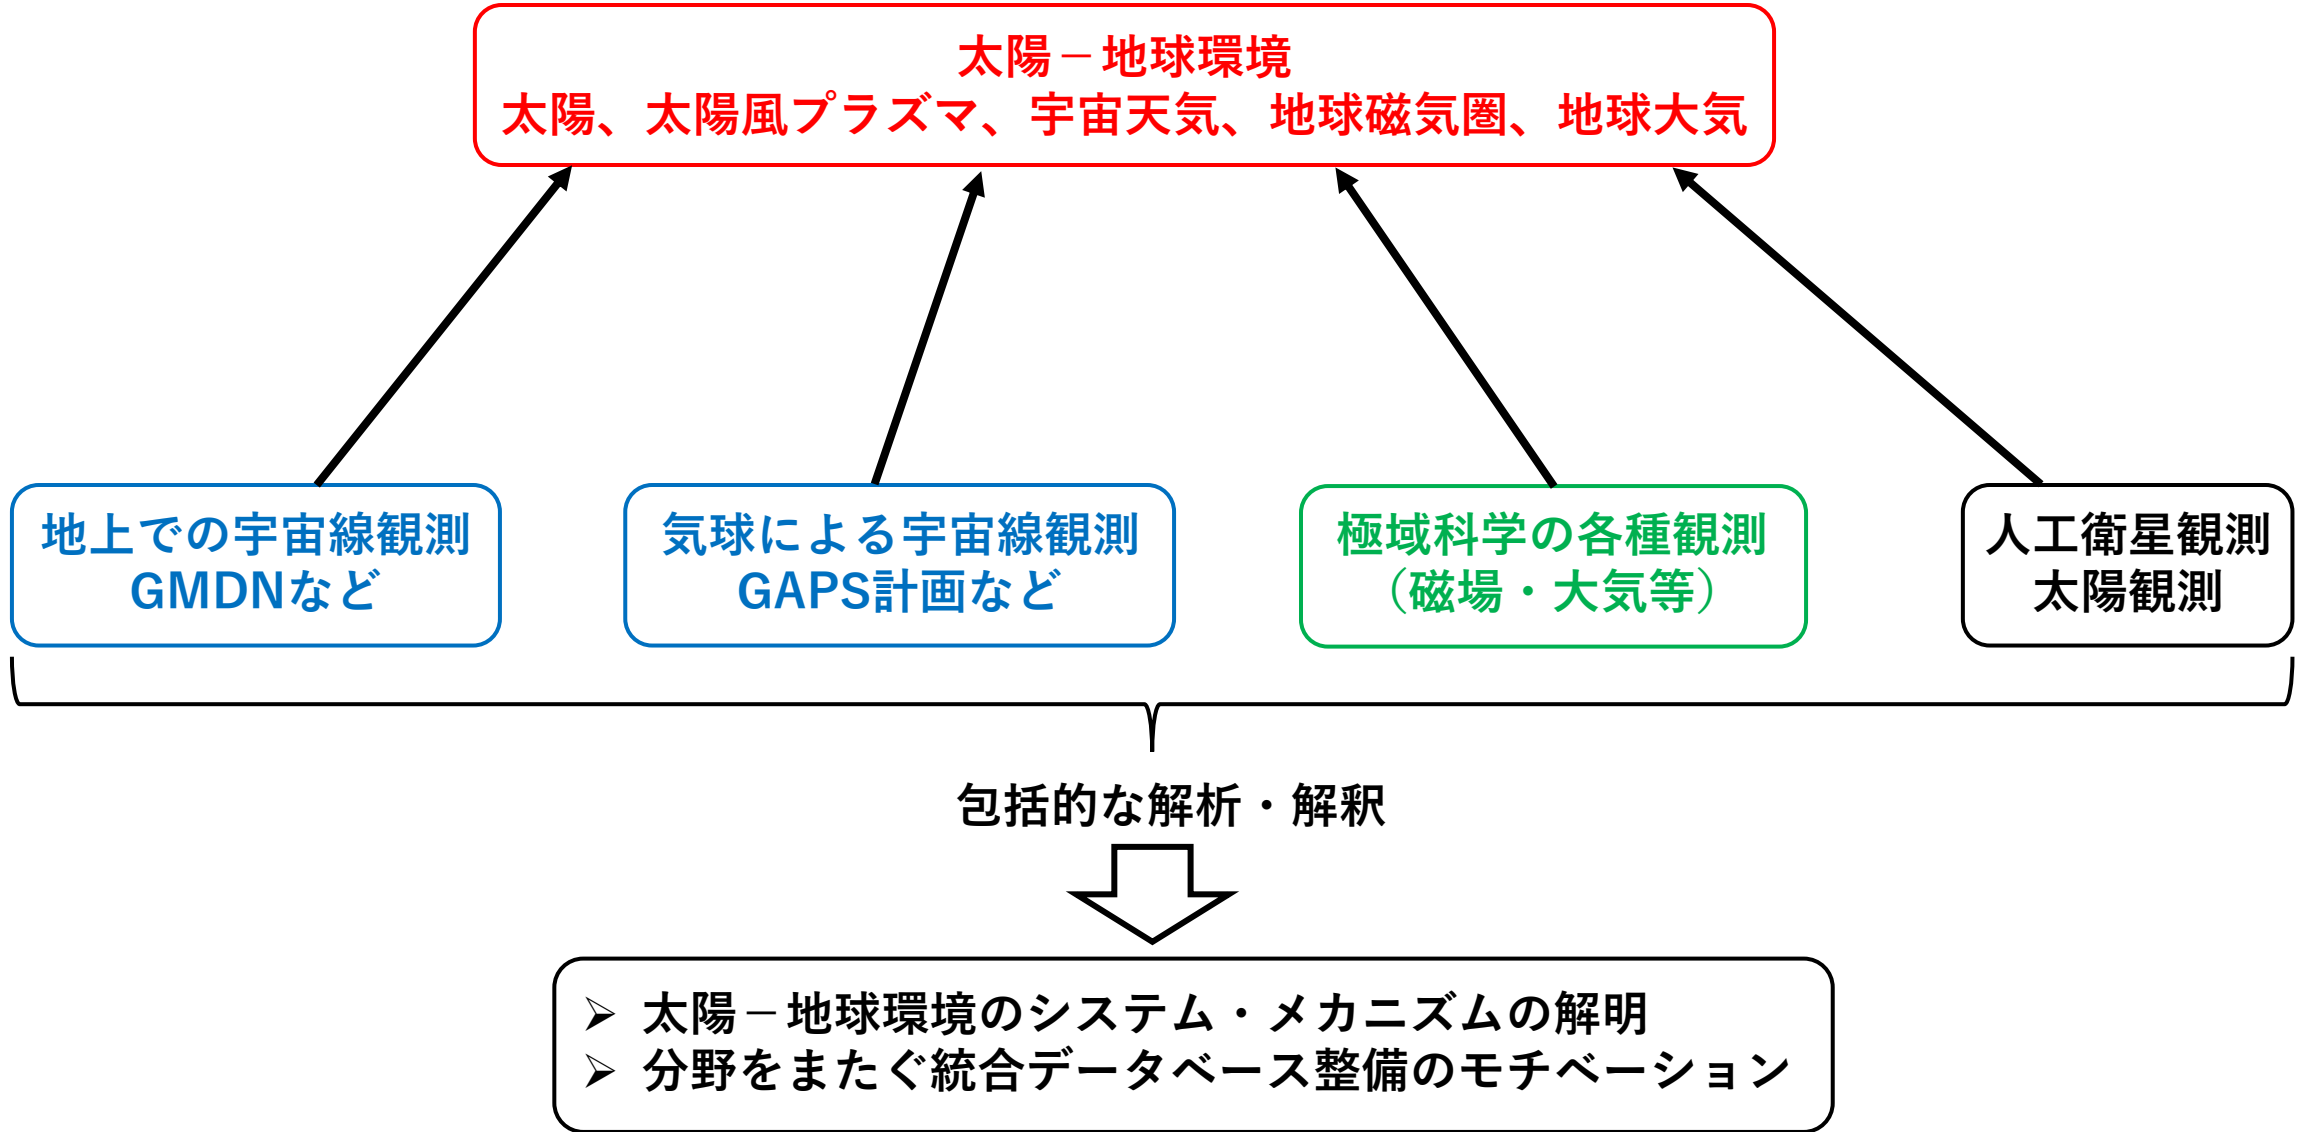 太陽－地球環境
太陽、太陽風プラズマ、宇宙天気、地球磁気圏、地球大気
地上での宇宙線観測
GMDNなど
気球による宇宙線観測
GAPS計画など
極域科学の各種観測
（磁場・大気等）
人工衛星観測
太陽観測
包括的な解析・解釈
➢ 太陽－地球環境のシステム・メカニズムの解明
➢ 分野をまたぐ統合データベース整備のモチベーション